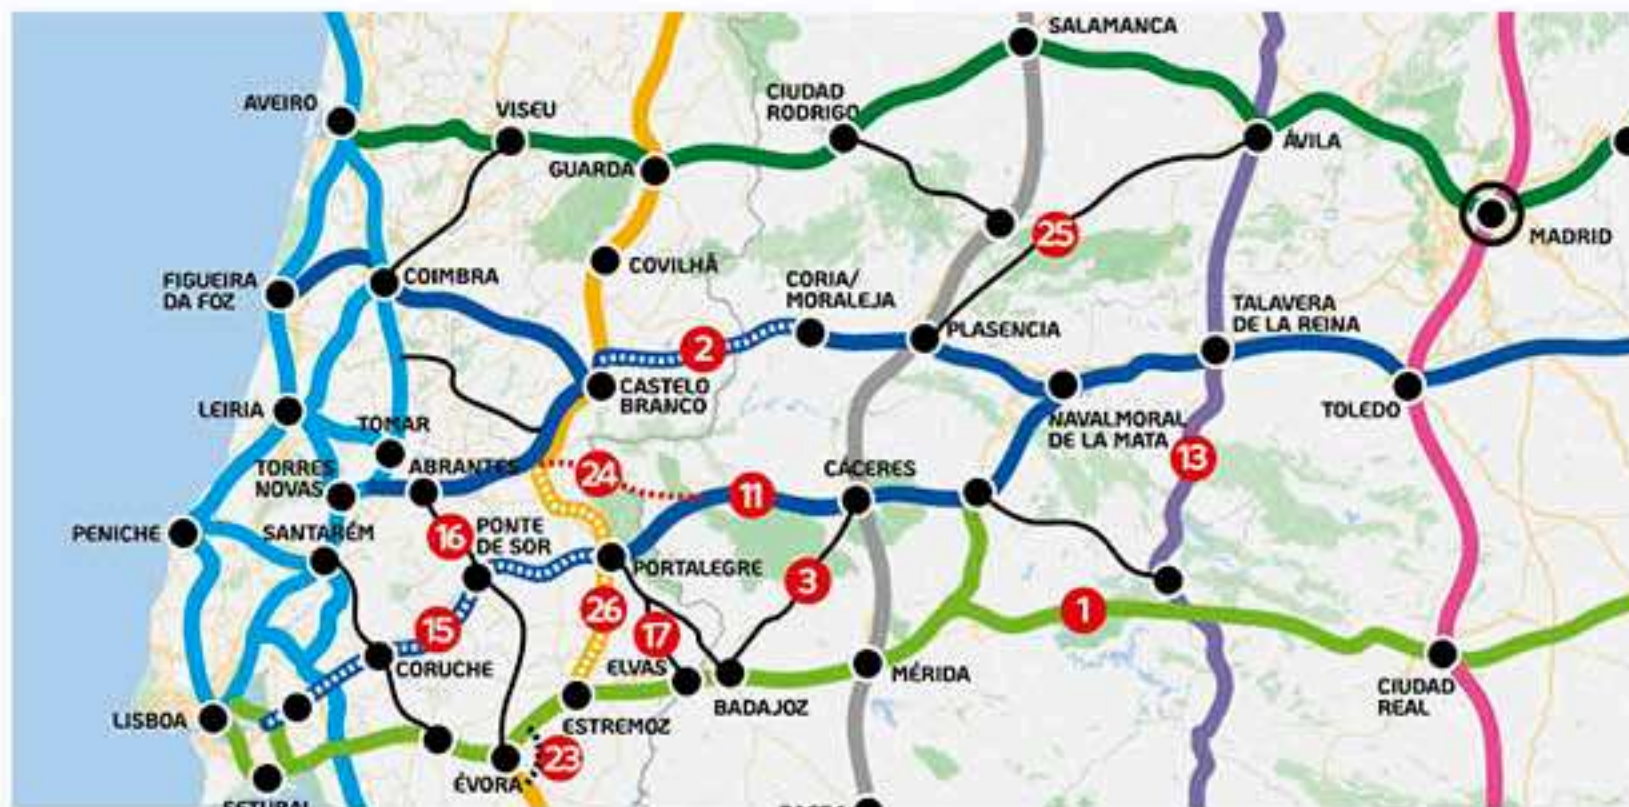 SALAMANCA
AVEIRO
VISEU
CIUDAD
RODRIGO
ÁVILA
GUARDA
MADRID
25
COVILHÃ
FIGUEIRA
DA FOZ
COIMBRA
CORIA/
MORALEJA
TALAVERA
DE LA REINA
PLASENCIA
2
CASTELO
BRANCO
LEIRIA
TOMAR
NAVALMORAL
DE LA MATA
TOLEDO
13
TORRES
NOVAS
ABRANTES
24
11
CÁCERES
PENICHE
SANTARÉM
16
PONTE
DE SOR
PORTALEGRE
3
26
1
15
17
CORUCHE
ELVAS
MÉRIDA
LISBOA
BADAJOZ
CIUDAD
REAL
ESTREMOZ
23
ÉVORA